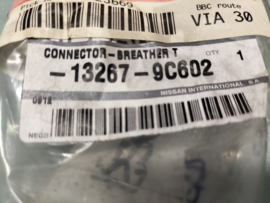 BBC route
VIA 30
CONNECTOR-BREATHER T
QTY 1
-13267-9C602
NISSAN INTERNATIONAL S.A